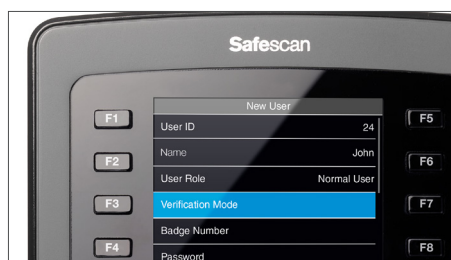 Safescan
New User
F1 User ID 24 F5
F2 Name John F6
User Role Normal User
F3 Verification Mode F7
Badge Number
F4 Password F8